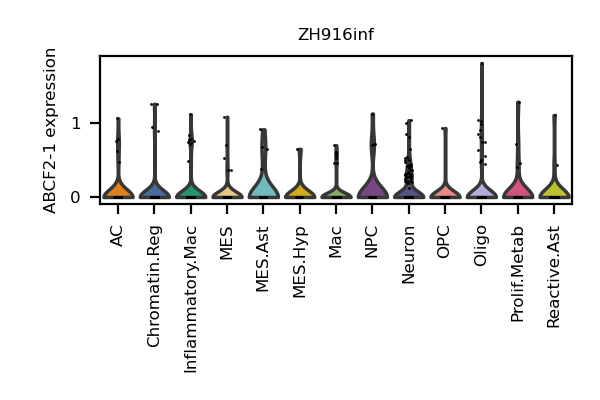 ZH916inf
ABCF2-1 expression
1
0
AC
Chromatin.Reg
Inflammatory.Mac
MES
MES.Ast
MES.Hyp
Mac
NPC
Neuron
OPC
Oligo
Prolif.Metab
Reactive.Ast